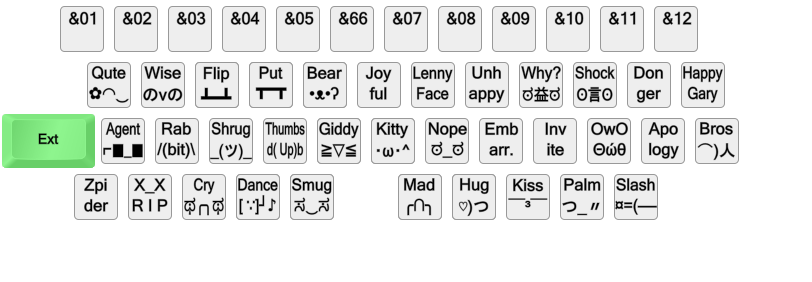 &01 &02 &03 &04 &05 &66 &07 &08 &09 &10 &11 &12
Qute Wise Flip Put Bear Joy Lenny Unh Why? Shock Don Happy
✿◠‿ のvの ┻━┻ ┳━┳ •ᴥ•ʔ ful Face appy ಠ益ಠ ʘ言ʘ ger Gary
Ext
Agent Rab Shrug Thumbs Giddy Kitty Nope Emb Inv OwO Apo Bros
⌐■_■ /(bit)\ _(ツ)_ d( Up)b ≧▽≦ ·ω·^ ಠ_ಠ arr. ite Θώθ logy ⌒)人
Zpi X_X Cry Dance Smug Mad Hug Kiss Palm Slash
der R I P ಥ╭╮ಥ [ ∵]┘♪ ಸ‿ಸ ╭∩╮ ♡)つ ￣³￣ つ_〃 ¤=(—–